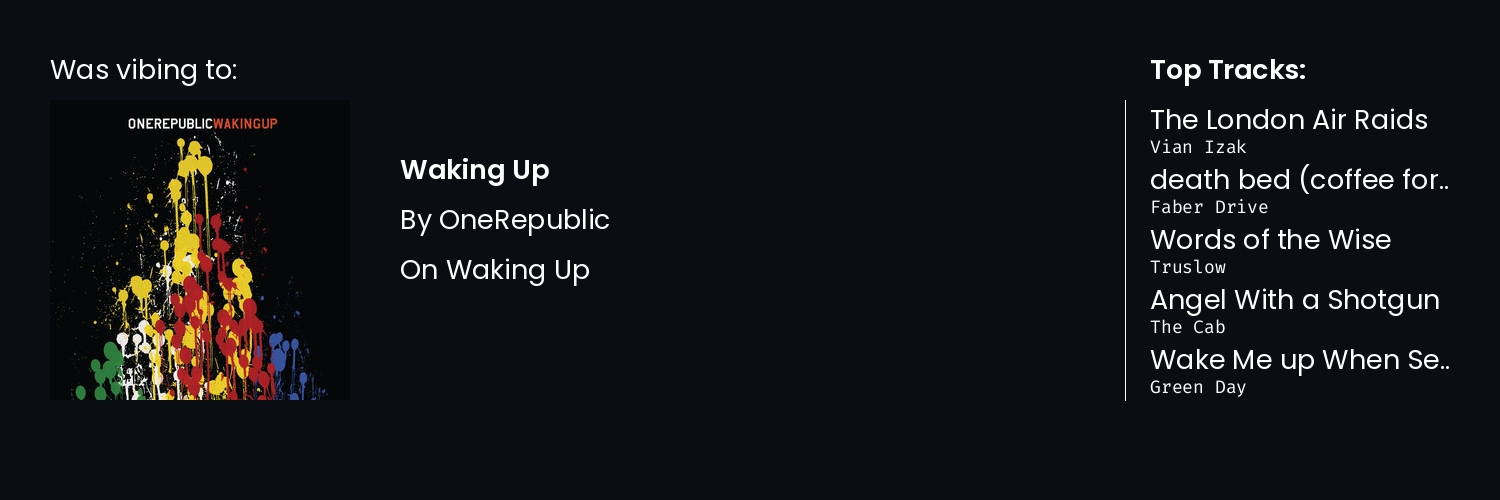 Was vibing to:
ONEREPUBLICWAKINGUP
Waking Up
By OneRepublic
On Waking Up
Top Tracks:
The London Air Raids
Vian Izak
death bed (coffee for..
Faber Drive
Words of the Wise
Truslow
Angel With a Shotgun
The Cab
Wake Me up When Se..
Green Day